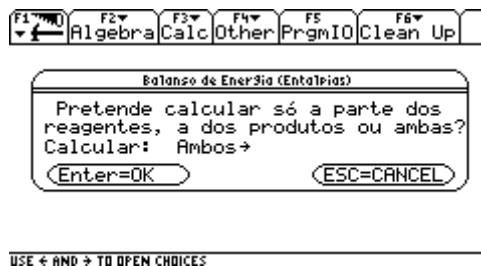 F1 F2 F3 F4 F5 F6
Algebra Calc Other PrgmIO Clean Up
Balanso de Energia (Entalpias)
Pretende calcular só a parte dos
reagentes, a dos produtos ou ambas?
Calcular: Ambos→
Enter=OK ESC=CANCEL
USE ← AND → TO OPEN CHOICES